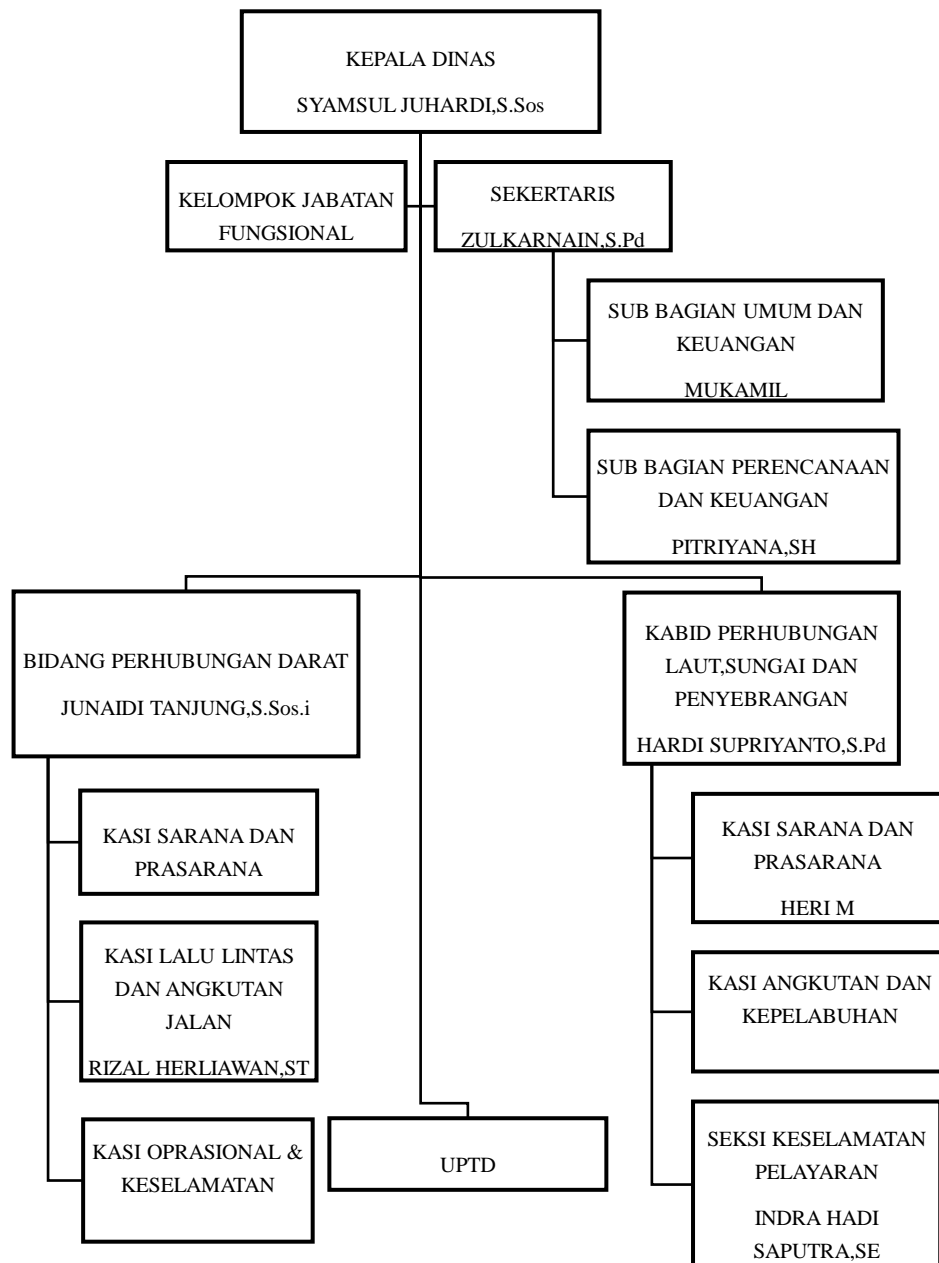 KEPALA DINAS
SYAMSUL JUHARDI,S.Sos
KELOMPOK JABATAN
FUNGSIONAL
SEKERTARIS
ZULKARNAIN,S.Pd
SUB BAGIAN UMUM DAN
KEUANGAN
MUKAMIL
SUB BAGIAN PERENCANAAN
DAN KEUANGAN
PITRIYANA,SH
BIDANG PERHUBUNGAN DARAT
JUNAIDI TANJUNG,S.Sos.i
KASI SARANA DAN
PRASARANA
KASI LALU LINTAS
DAN ANGKUTAN
JALAN
RIZAL HERLIAWAN,ST
KASI OPRASIONAL &
KESELAMATAN
UPTD
KABID PERHUBUNGAN
LAUT,SUNGAI DAN
PENYEBRANGAN
HARDI SUPRIYANTO,S.Pd
KASI SARANA DAN
PRASARANA
HERI M
KASI ANGKUTAN DAN
KEPELABUHAN
SEKSI KESELAMATAN
PELAYARAN
INDRA HADI
SAPUTRA,SE